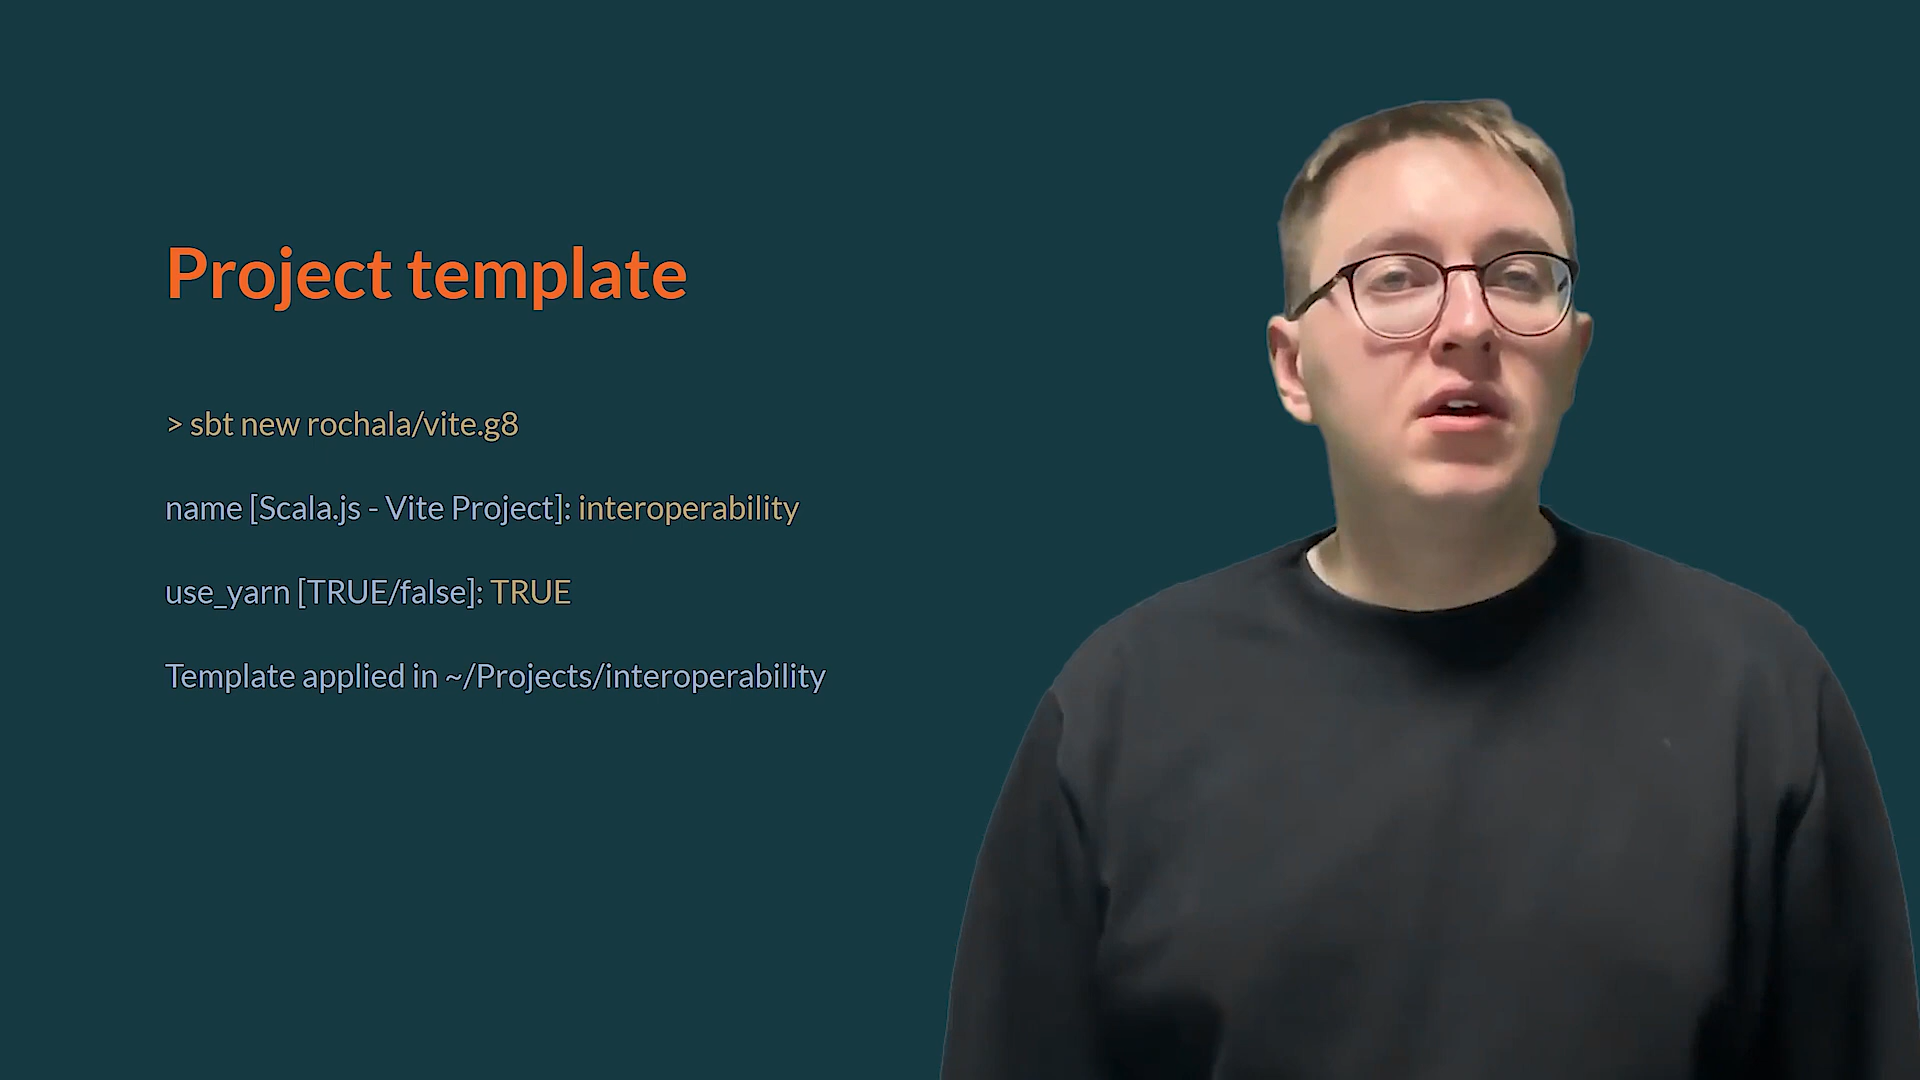 Project template
> sbt new rochala/vite.g8
name [Scala.js - Vite Project]: interoperability
use_yarn [TRUE/false]: TRUE
Template applied in ~/Projects/interoperability